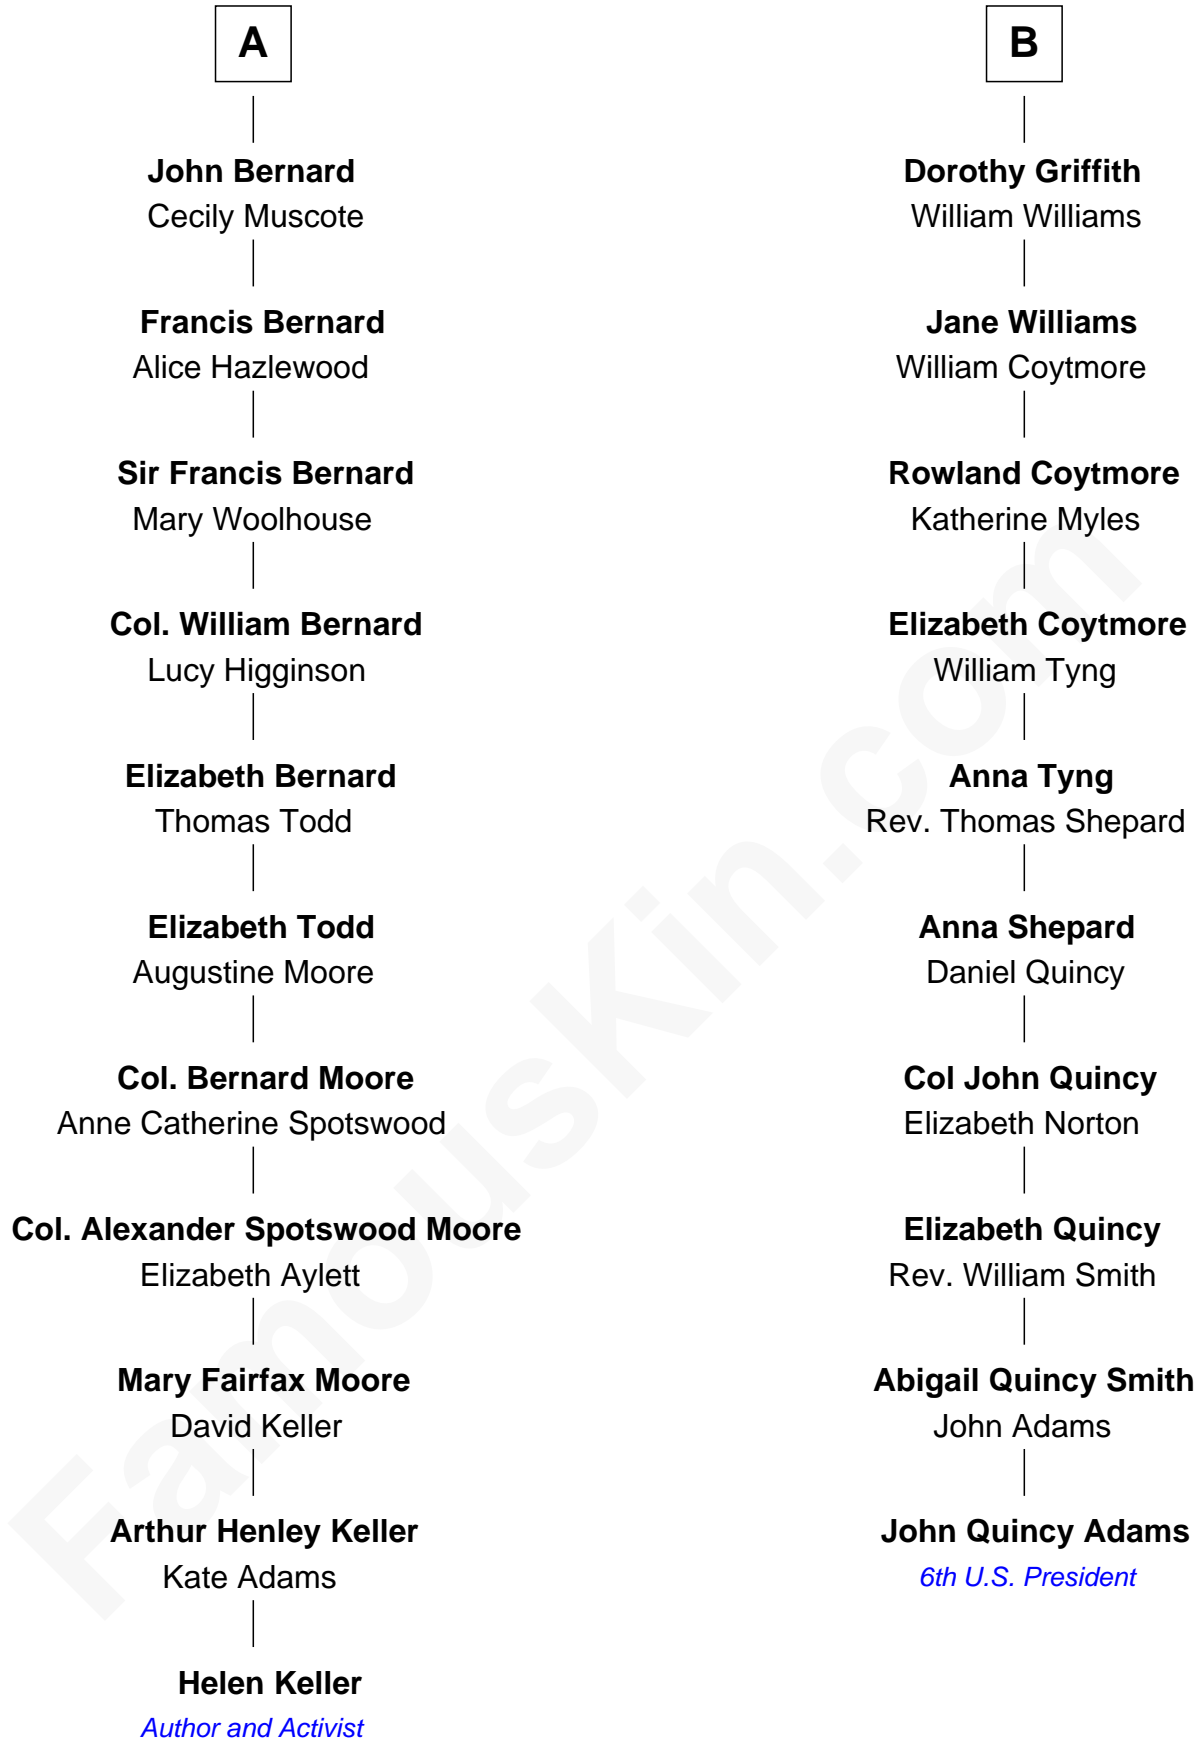 A
John Bernard
Cecily Muscote
Francis Bernard
Alice Hazlewood
Sir Francis Bernard
Mary Woolhouse
Col. William Bernard
Lucy Higginson
Elizabeth Bernard
Thomas Todd
Elizabeth Todd
Augustine Moore
Col. Bernard Moore
Anne Catherine Spotswood
Col. Alexander Spotswood Moore
Elizabeth Aylett
Mary Fairfax Moore
David Keller
Arthur Henley Keller
Kate Adams
Helen Keller
Author and Activist
B
Dorothy Griffith
William Williams
Jane Williams
William Coytmore
Rowland Coytmore
Katherine Myles
Elizabeth Coytmore
William Tyng
Anna Tyng
Rev. Thomas Shepard
Anna Shepard
Daniel Quincy
Col John Quincy
Elizabeth Norton
Elizabeth Quincy
Rev. William Smith
Abigail Quincy Smith
John Adams
John Quincy Adams
6th U.S. President
FamousKin.com